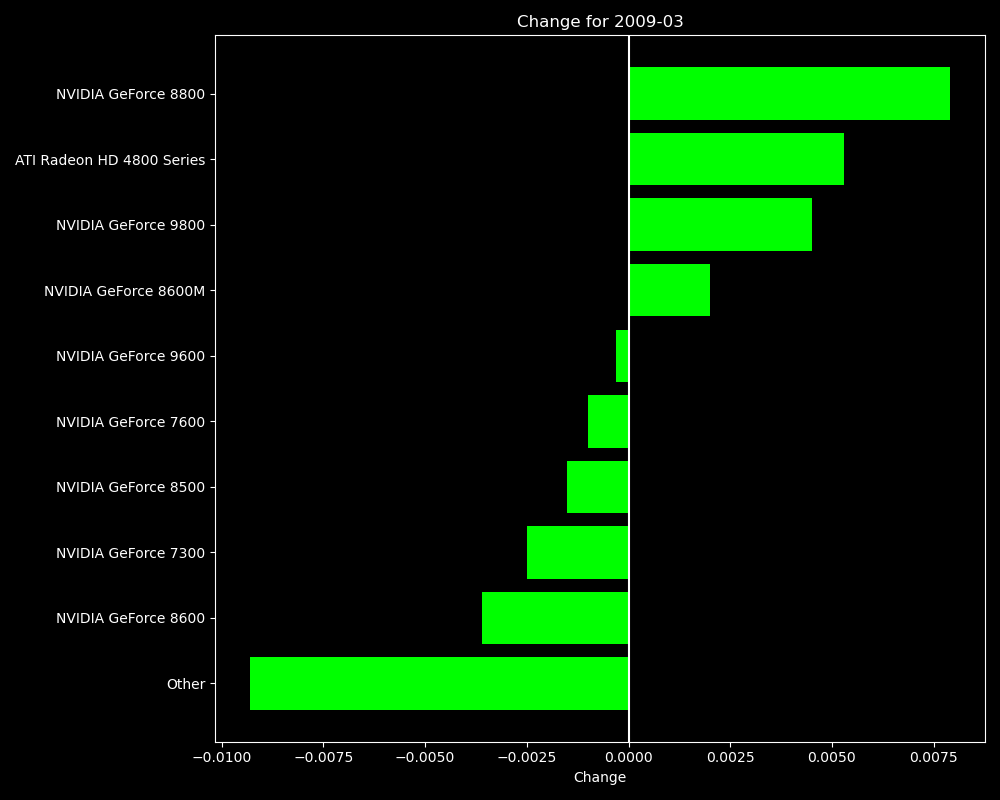 Change for 2009-03
NVIDIA GeForce 8800
ATI Radeon HD 4800 Series
NVIDIA GeForce 9800
NVIDIA GeForce 8600M
NVIDIA GeForce 9600
NVIDIA GeForce 7600
NVIDIA GeForce 8500
NVIDIA GeForce 7300
NVIDIA GeForce 8600
Other
−0.0100 −0.0075 −0.0050 −0.0025 0.0000 0.0025 0.0050 0.0075
Change